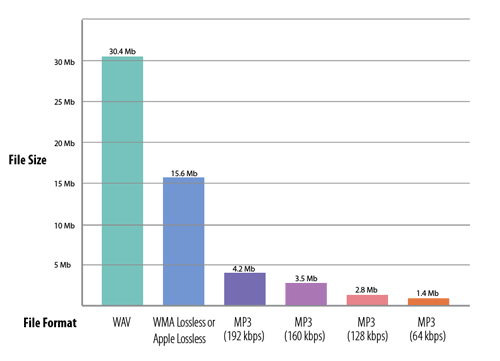 30.4 Mb
30 Mb
25 Mb
20 Mb
File Size
15.6 Mb
15 Mb
10 Mb
5 Mb
4.2 Mb
3.5 Mb
2.8 Mb
1.4 Mb
File Format
WAV
WMA Lossless or
Apple Lossless
MP3
(192 kbps)
MP3
(160 kbps)
MP3
(128 kbps)
MP3
(64 kbps)